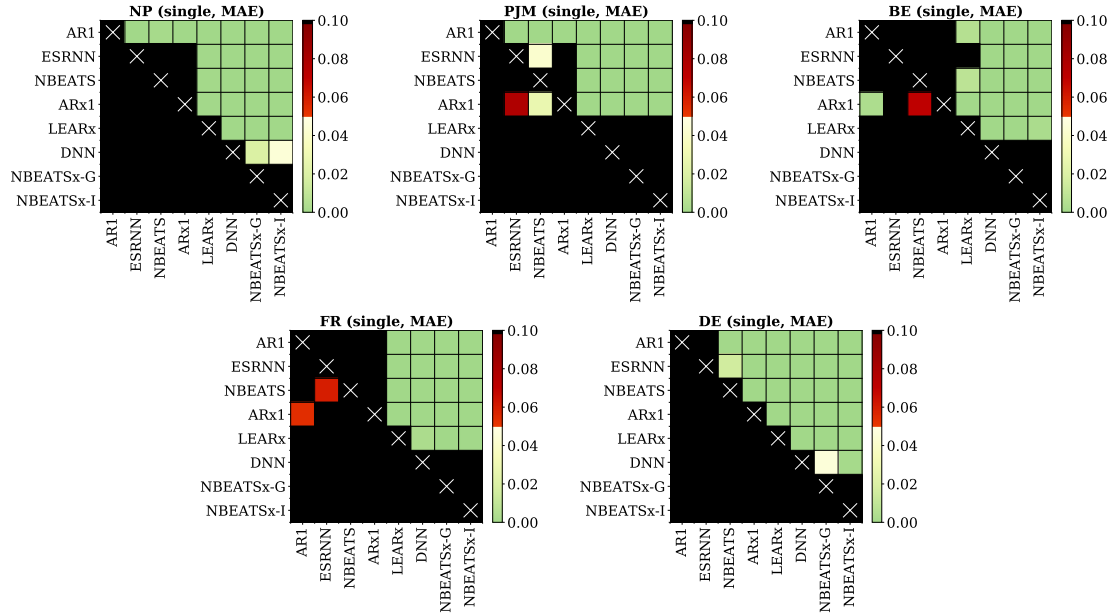 NP (single, MAE)
AR1
ESRNN
NBEATS
ARx1
LEARx
DNN
NBEATSx-G
NBEATSx-I
AR1
ESRNN
NBEATS
ARx1
LEARx
DNN
NBEATSx-G
NBEATSx-I
0.10
0.08
0.06
0.04
0.02
0.00
PJM (single, MAE)
AR1
ESRNN
NBEATS
ARx1
LEARx
DNN
NBEATSx-G
NBEATSx-I
AR1
ESRNN
NBEATS
ARx1
LEARx
DNN
NBEATSx-G
NBEATSx-I
0.10
0.08
0.06
0.04
0.02
0.00
BE (single, MAE)
AR1
ESRNN
NBEATS
ARx1
LEARx
DNN
NBEATSx-G
NBEATSx-I
AR1
ESRNN
NBEATS
ARx1
LEARx
DNN
NBEATSx-G
NBEATSx-I
0.10
0.08
0.06
0.04
0.02
0.00
FR (single, MAE)
AR1
ESRNN
NBEATS
ARx1
LEARx
DNN
NBEATSx-G
NBEATSx-I
AR1
ESRNN
NBEATS
ARx1
LEARx
DNN
NBEATSx-G
NBEATSx-I
0.10
0.08
0.06
0.04
0.02
0.00
DE (single, MAE)
AR1
ESRNN
NBEATS
ARx1
LEARx
DNN
NBEATSx-G
NBEATSx-I
AR1
ESRNN
NBEATS
ARx1
LEARx
DNN
NBEATSx-G
NBEATSx-I
0.10
0.08
0.06
0.04
0.02
0.00